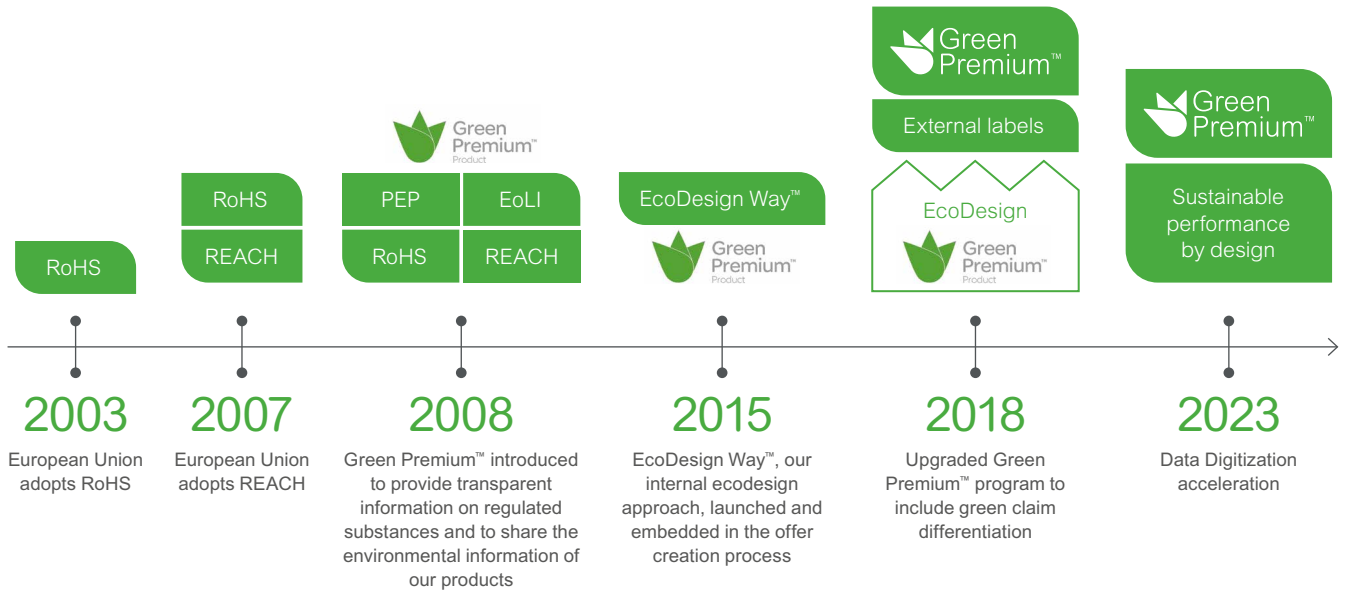 RoHS
2003
European Union
adopts RoHS
RoHS
REACH
2007
European Union
adopts REACH
Green
Premium™
Product
PEP
EoLI
RoHS
REACH
2008
Green Premium™ introduced
to provide transparent
information on regulated
substances and to share the
environmental information of
our products
EcoDesign Way™
Green
Premium™
Product
2015
EcoDesign Way™, our
internal ecodesign
approach, launched and
embedded in the offer
creation process
Green
Premium™
External labels
EcoDesign
Green
Premium™
Product
2018
Upgraded Green
Premium™ program to
include green claim
differentiation
Green
Premium™
Sustainable
performance
by design
2023
Data Digitization
acceleration